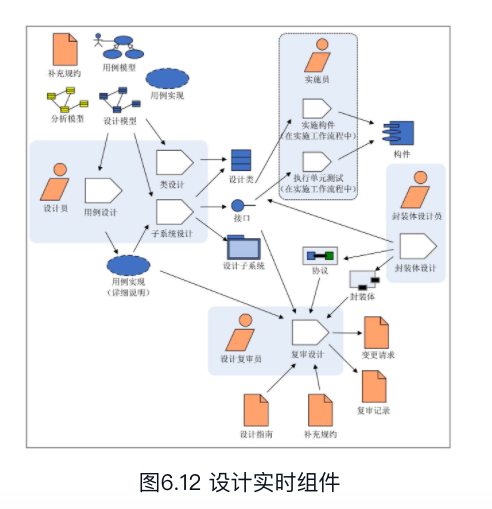 补充规约
用例模型
用例实现
分析模型
设计模型
实施员
实施构件
(在实施工作流程中)
执行单元测试
(在实施工作流程中)
构件
设计员
用例设计
类设计
子系统设计
设计类
接口
设计子系统
封装体设计员
封装体设计
用例实现
(详细说明)
协议
封装体
设计复审员
复审设计
变更请求
复审记录
设计指南
补充规约
图6.12 设计实时组件